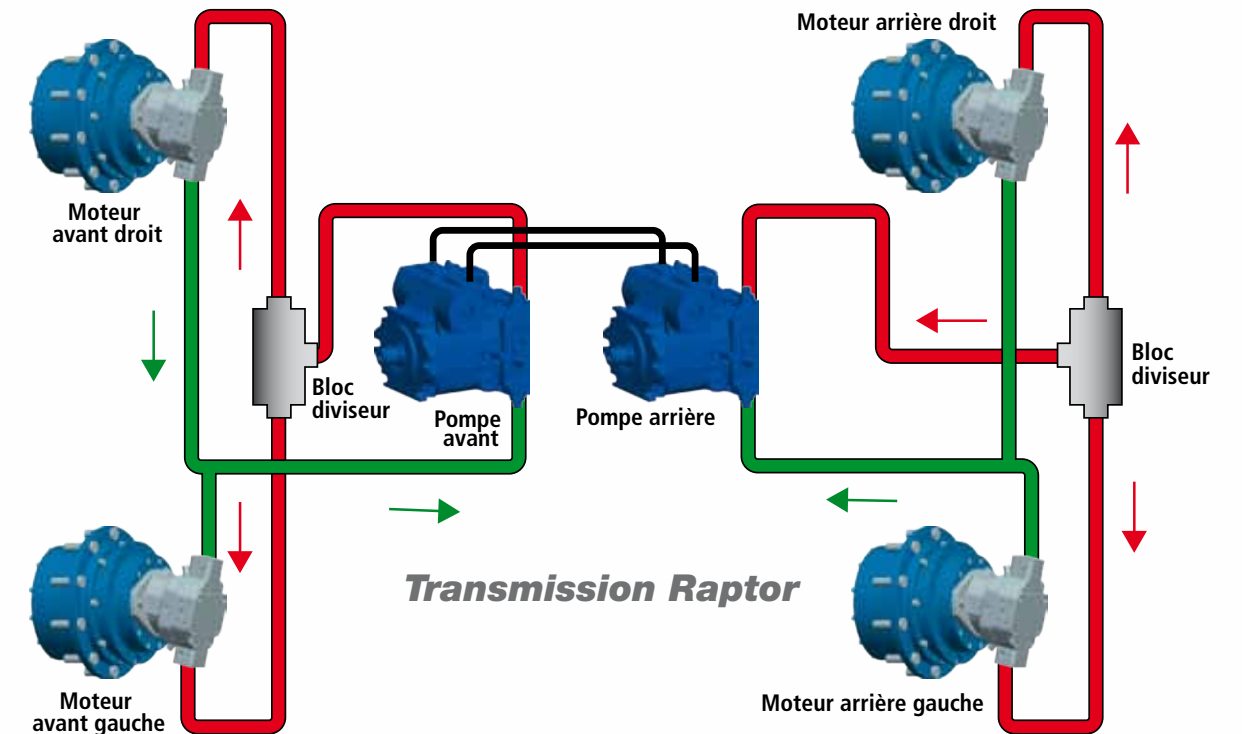 Moteur arrière droit
Moteur
avant droit
Bloc
diviseur
Pompe
avant
Pompe arrière
Bloc
diviseur
Transmission Raptor
Moteur
avant gauche
Moteur arrière gauche